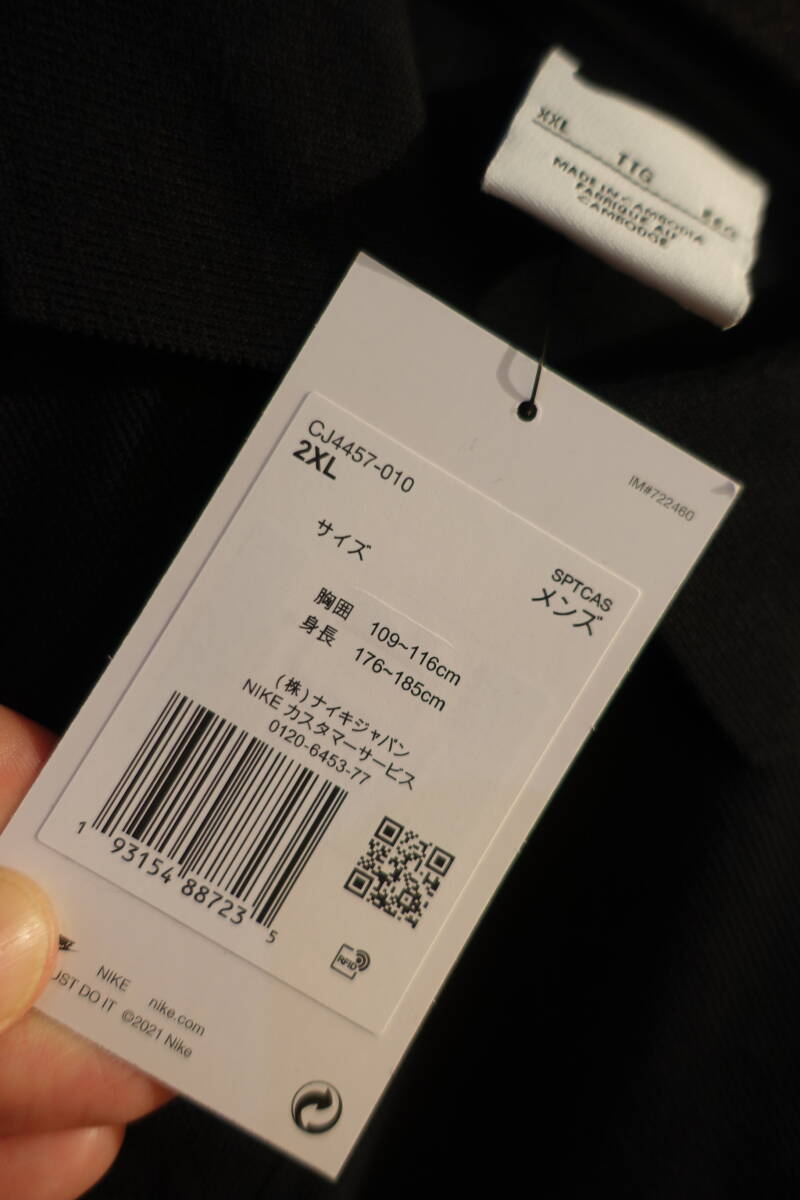 XXL TTG EEG
MADE IN CAMBODIA
FABRIQUE AU
CAMBODGE
IM#722460
CJ4457-010
2XL
サイズ
SPTCAS
メンズ
胸囲 109~116cm
身長 176~185cm
(株)ナイキジャパン
NIKE カスタマーサービス
0120-6453-77
1 93154 88723 5
RFID
NIKE nike.com
UST DO IT ©2021 Nike